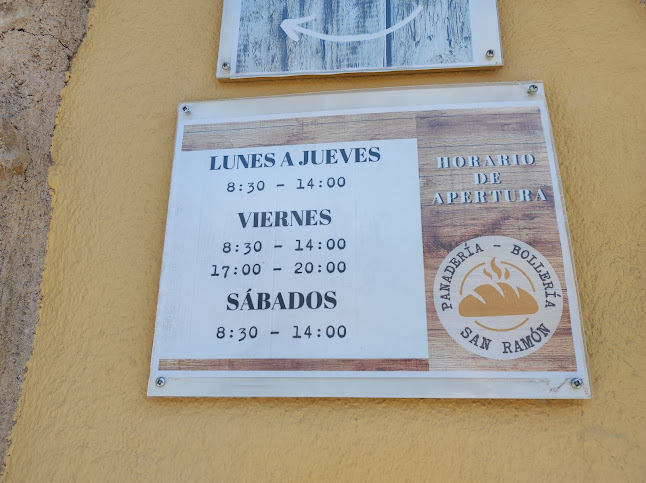 LUNES A JUEVES
8:30 - 14:00
VIERNES
8:30 - 14:00
17:00 - 20:00
SÁBADOS
8:30 - 14:00
HORARIO
DE
APERTURA
PANADERÍA - BOLLERÍA
SAN RAMÓN